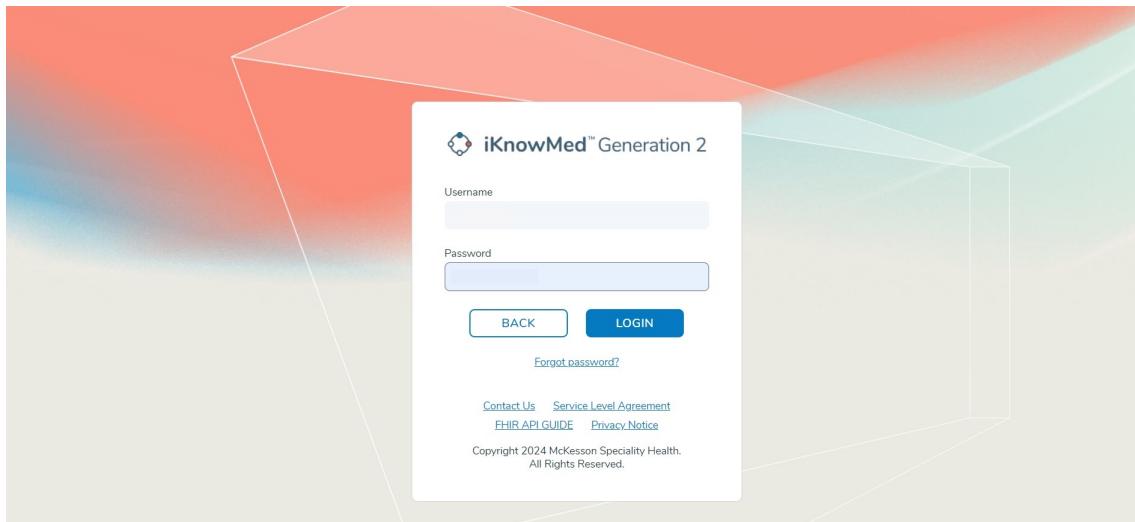 iKnowMed™ Generation 2
Username
Password
BACK LOGIN
Forgot password?
Contact Us Service Level Agreement
FHIR API GUIDE Privacy Notice
Copyright 2024 McKesson Speciality Health.
All Rights Reserved.